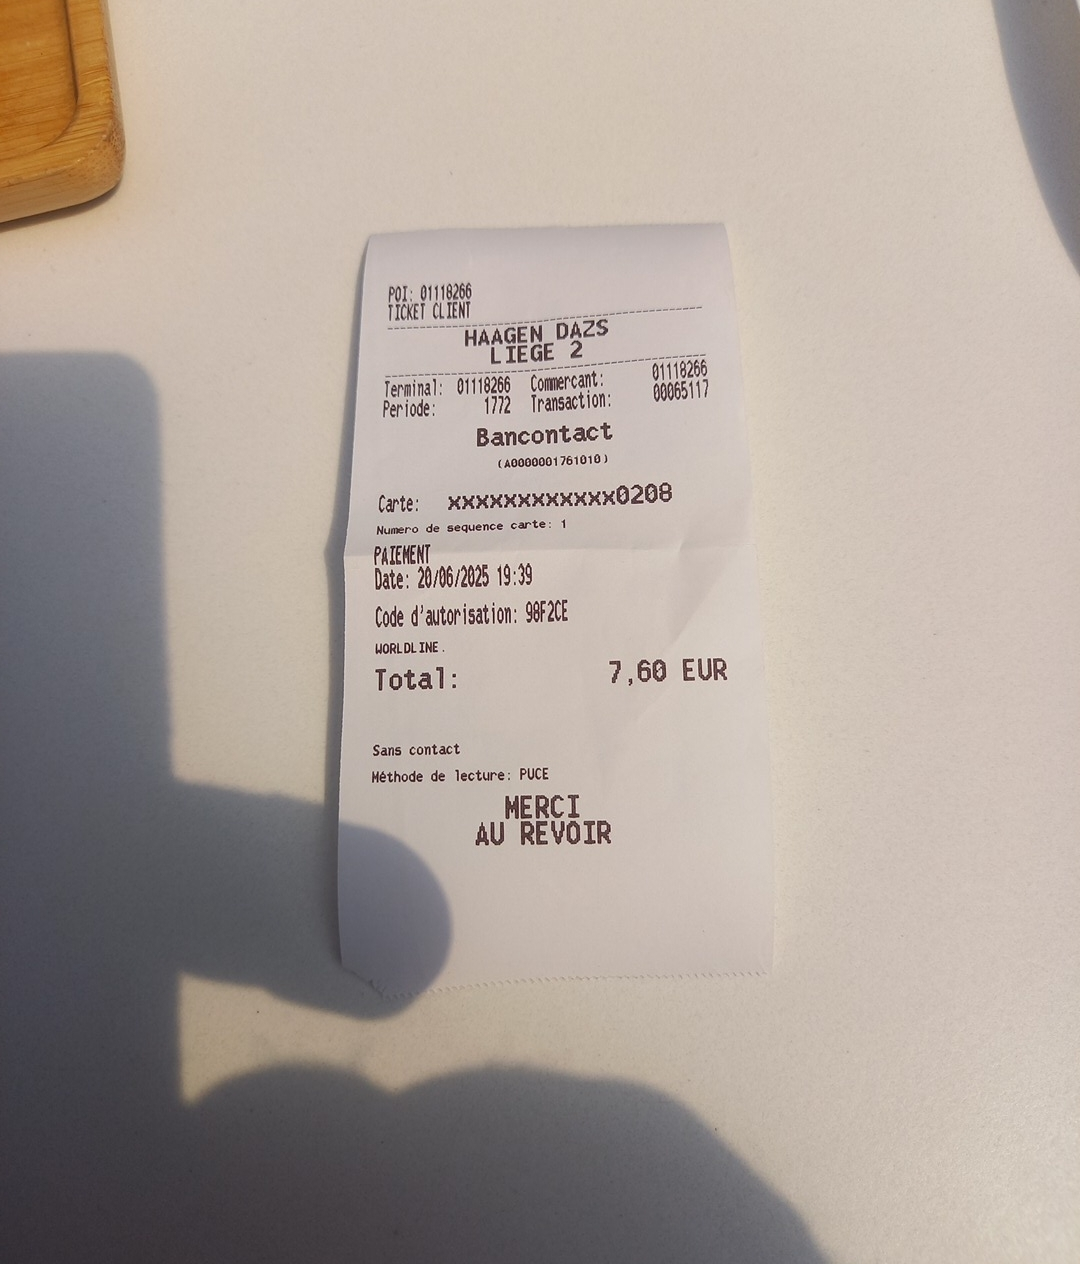 POI: 01118266
TICKET CLIENT
HAAGEN DAZS
LIEGE 2
Terminal: 01118266 Commercant: 01118266
Periode: 1772 Transaction: 00065117
Bancontact
(A0000001761010)
Carte: xxxxxxxxxxxxx0208
Numero de sequence carte: 1
PAIEMENT
Date: 20/06/2025 19:39
Code d'autorisation: 98F2CE
WORLDLINE.
Total: 7,60 EUR
Sans contact
Méthode de lecture: PUCE
MERCI
AU REVOIR